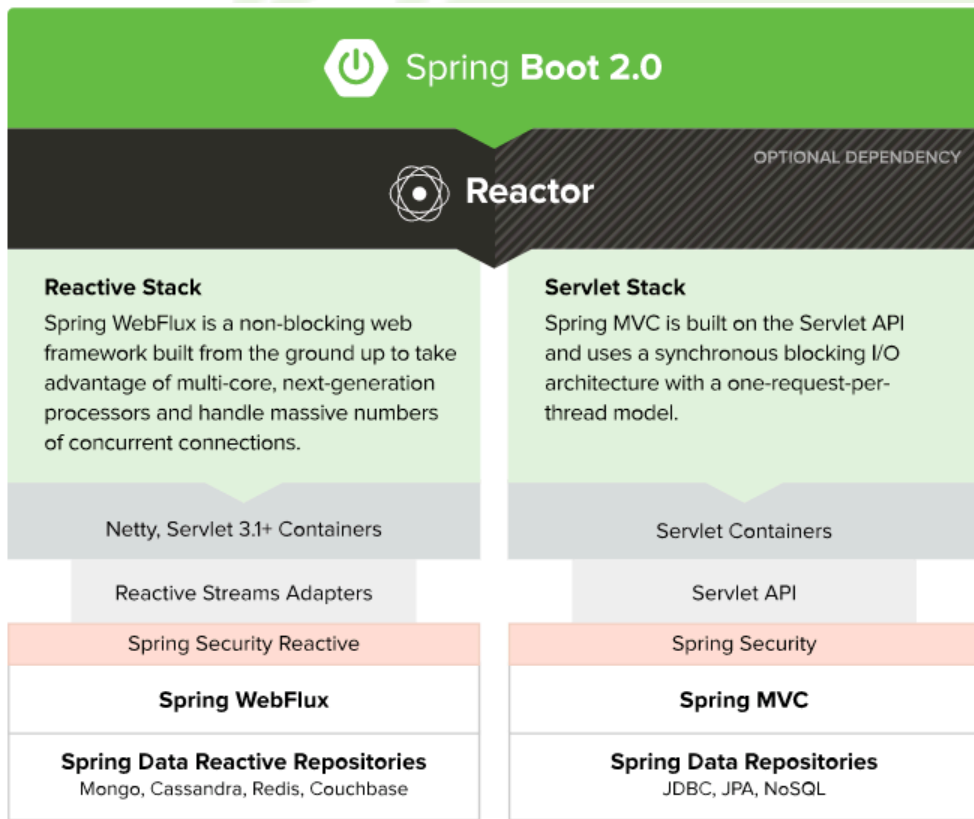 Spring Boot 2.0
OPTIONAL DEPENDENCY
Reactor
Reactive Stack
Spring WebFlux is a non-blocking web
framework built from the ground up to take
advantage of multi-core, next-generation
processors and handle massive numbers
of concurrent connections.
Servlet Stack
Spring MVC is built on the Servlet API
and uses a synchronous blocking I/O
architecture with a one-request-per-
thread model.
Netty, Servlet 3.1+ Containers
Servlet Containers
Reactive Streams Adapters
Servlet API
Spring Security Reactive
Spring Security
Spring WebFlux
Spring MVC
Spring Data Reactive Repositories
Mongo, Cassandra, Redis, Couchbase
Spring Data Repositories
JDBC, JPA, NoSQL